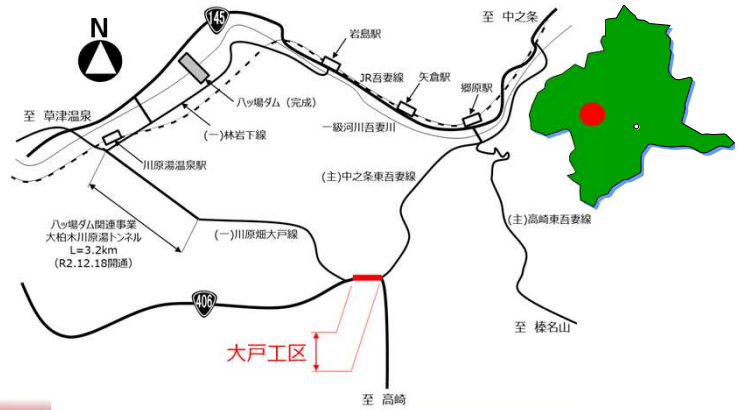 N
145
至 中之条
岩島駅
JR吾妻線
矢倉駅
郷原駅
八ッ場ダム（完成）
至 草津温泉
(一)林岩下線
一級河川吾妻川
川原湯温泉駅
(主)中之条東吾妻線
(主)高崎東吾妻線
八ッ場ダム関連事業
大柏木川原湯トンネル
L=3.2km
（R2.12.18開通）
(一)川原畑大戸線
406
至 榛名山
大戸工区
至 高崎